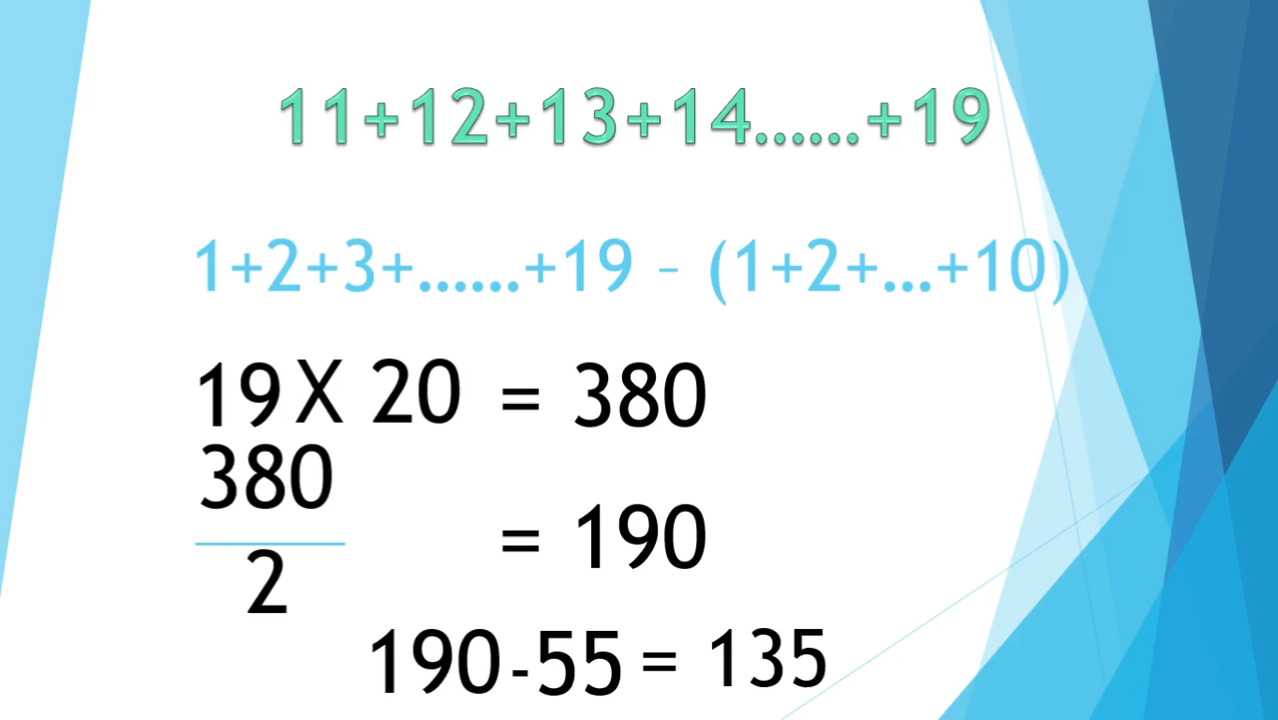 11+12+13+14......+19
1+2+3+......+19 – (1+2+...+10)
19 X 20 = 380
380
= 190
2
190-55 = 135